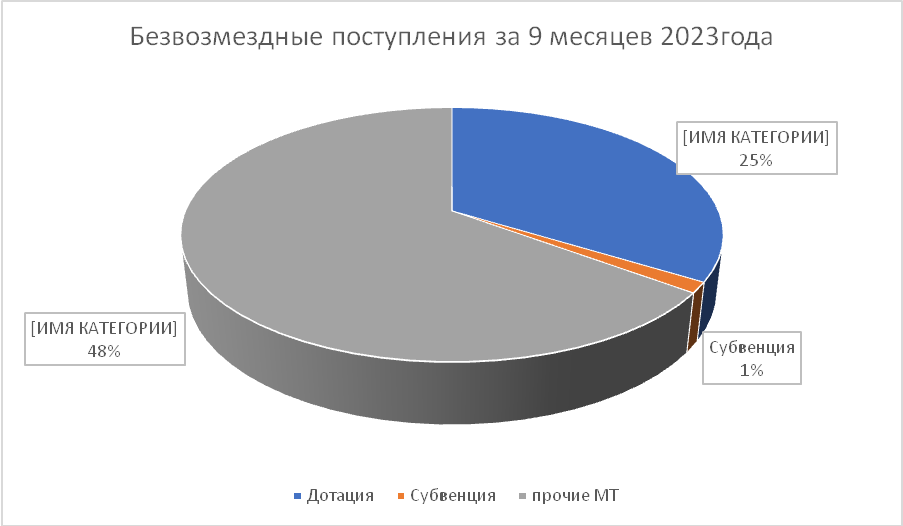 Безвозмездные поступления за 9 месяцев 2023года
[ИМЯ КАТЕГОРИИ]
25%
[ИМЯ КАТЕГОРИИ]
48%
Субвенция
1%
Дотация Субвенция прочие МТ